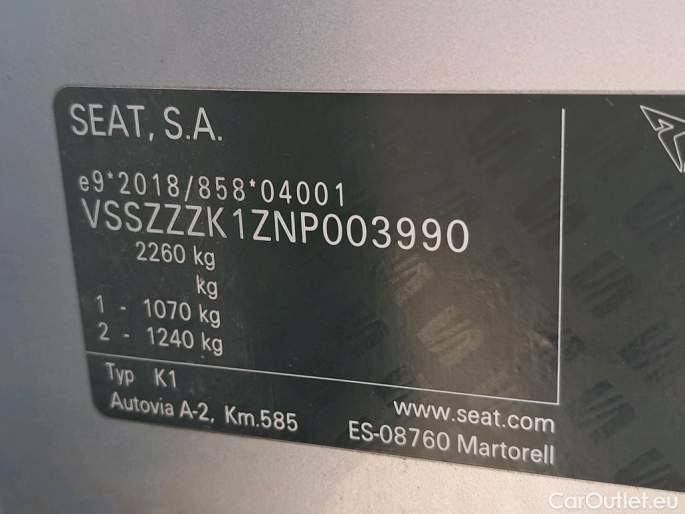 SEAT, S.A.
e9*2018/858*04001
VSSZZZK1ZNP003990
2260 kg
kg
1 - 1070 kg
2 - 1240 kg
Typ K1
Autovia A-2, Km.585
www.seat.com
ES-08760 Martorell
CarOutlet.eu